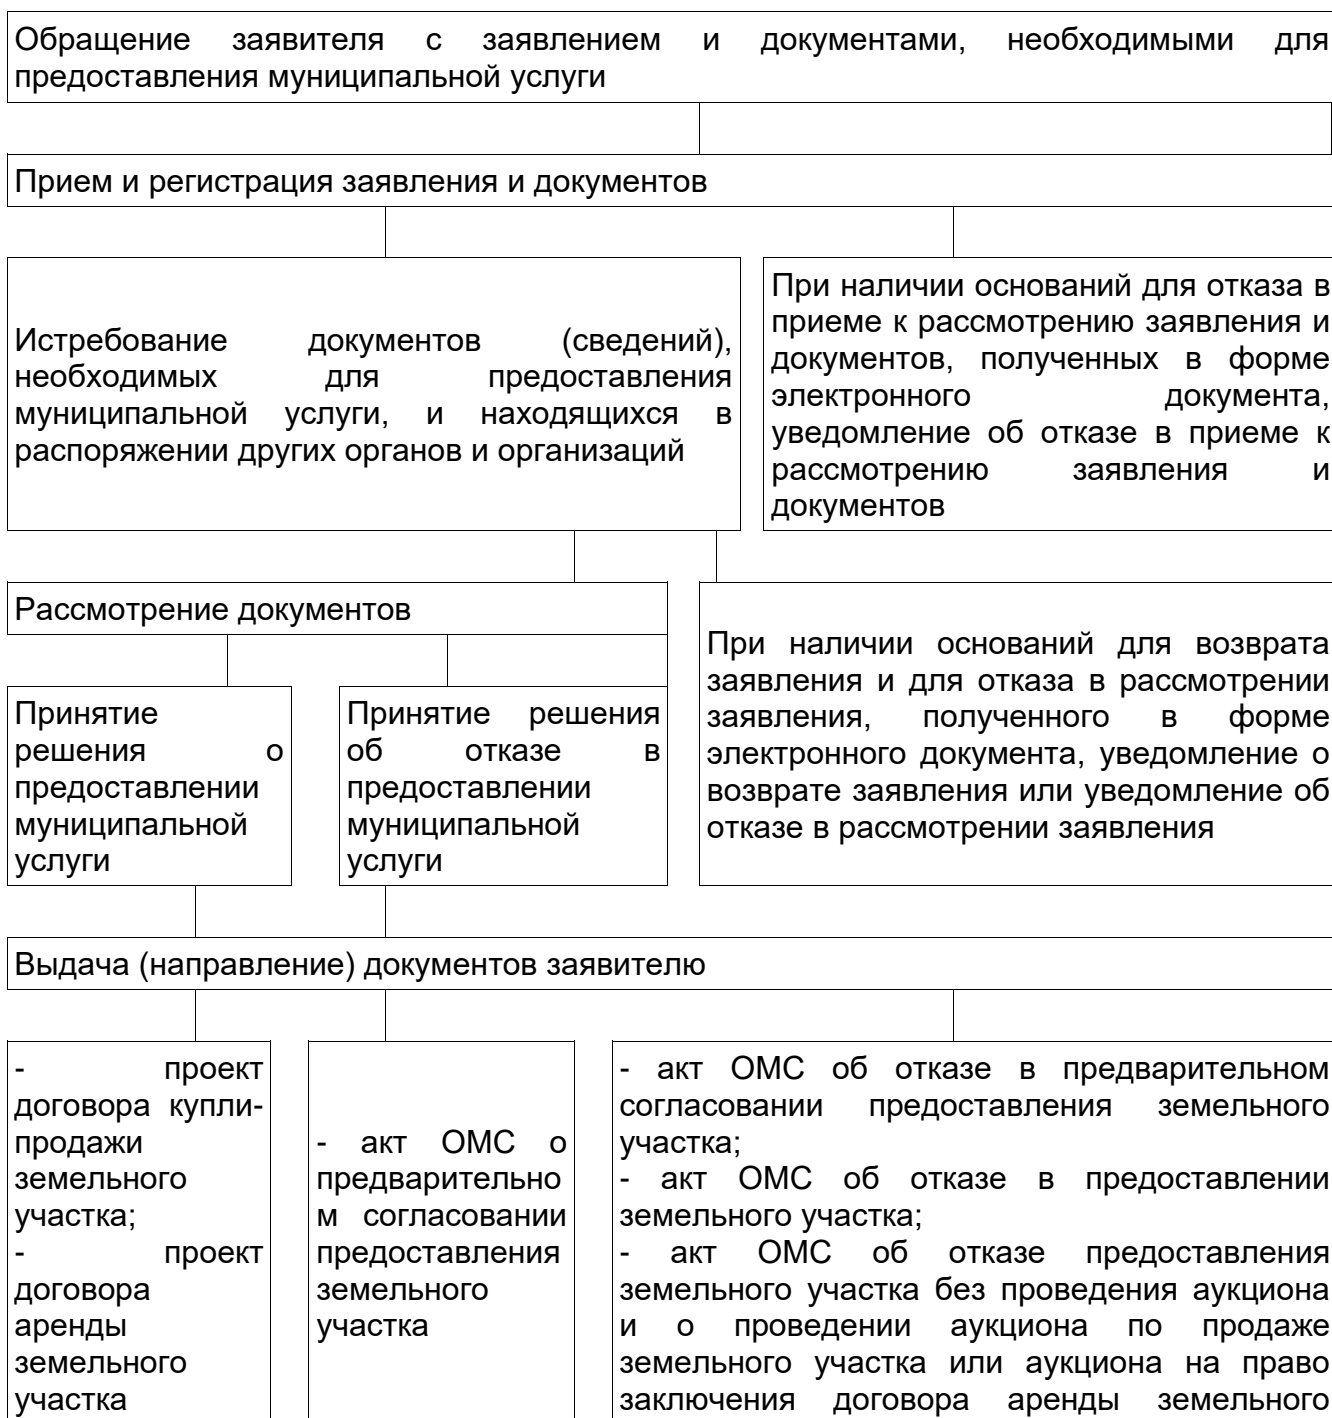 Обращение заявителя с заявлением и документами, необходимыми для
предоставления муниципальной услуги
Прием и регистрация заявления и документов
Истребование документов (сведений),
необходимых для предоставления
муниципальной услуги, и находящихся в
распоряжении других органов и организаций
При наличии оснований для отказа в
приеме к рассмотрению заявления и
документов, полученных в форме
электронного документа,
уведомление об отказе в приеме к
рассмотрению заявления и
документов
Рассмотрение документов
При наличии оснований для возврата
заявления и для отказа в рассмотрении
заявления, полученного в форме
электронного документа, уведомление о
возврате заявления или уведомление об
отказе в рассмотрении заявления
Принятие
решения о
предоставлении
муниципальной
услуги
Принятие решения
об отказе в
предоставлении
муниципальной
услуги
Выдача (направление) документов заявителю
- проект
договора купли-
продажи
земельного
участка;
- проект
договора
аренды
земельного
участка
- акт ОМС о
предварительно
м согласовании
предоставления
земельного
участка
- акт ОМС об отказе в предварительном
согласовании предоставления земельного
участка;
- акт ОМС об отказе в предоставлении
земельного участка;
- акт ОМС об отказе предоставления
земельного участка без проведения аукциона
и о проведении аукциона по продаже
земельного участка или аукциона на право
заключения договора аренды земельного